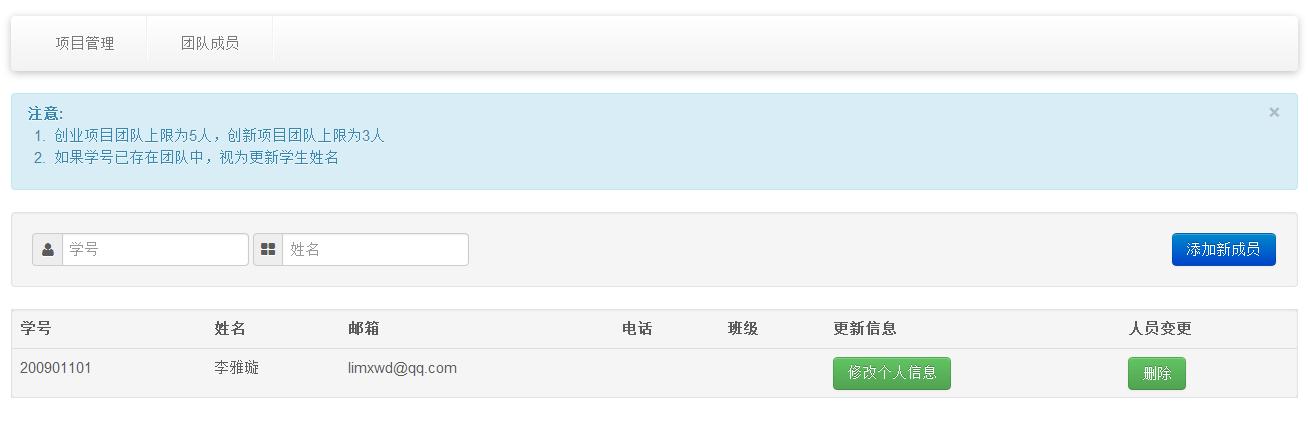 项目管理 团队成员
注意: ×
1. 创业项目团队上限为5人，创新项目团队上限为3人
2. 如果学号已存在团队中，视为更新学生姓名
学号 姓名 添加新成员
学号 姓名 邮箱 电话 班级 更新信息 人员变更
200901101 李雅璇 limxwd@qq.com 修改个人信息 删除